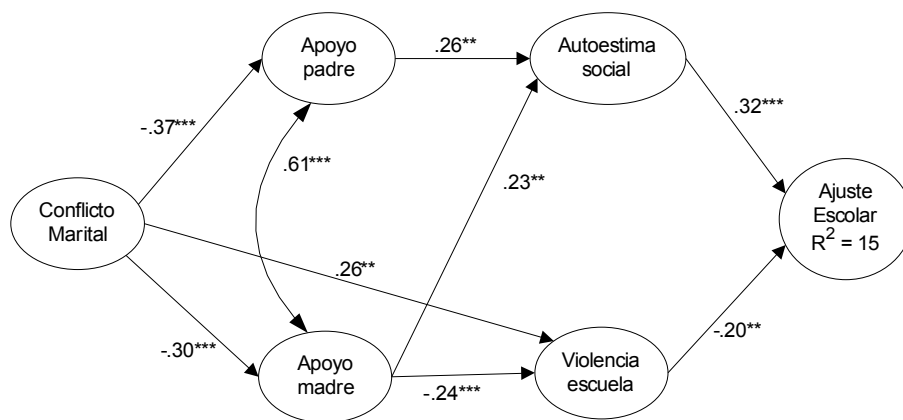 Apoyo
padre
.26**
Autoestima
social
-.37***
.61***
.32***
.23**
Conflicto
Marital
Ajuste
Escolar
R² = 15
.26**
-.30***
Apoyo
madre
-.24***
Violencia
escuela
-.20**